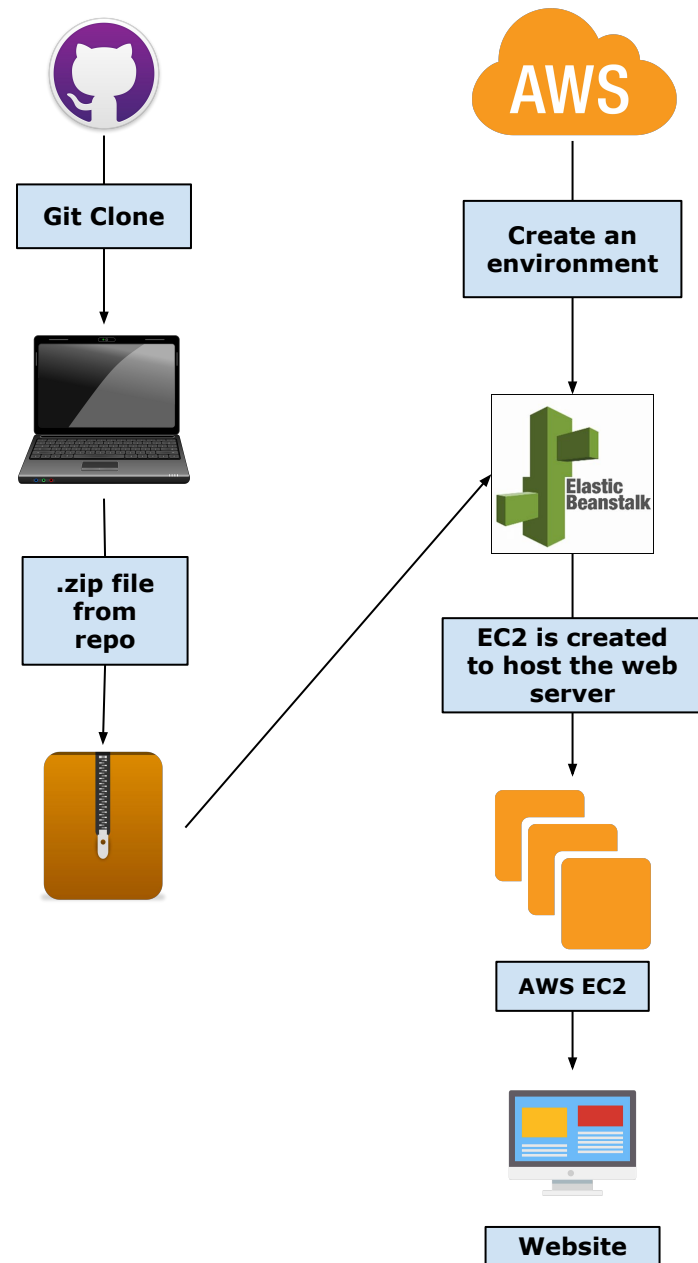 AWS
Git Clone
Create an
environment
Elastic
Beanstalk
.zip file
from
repo
EC2 is created
to host the web
server
AWS EC2
Website